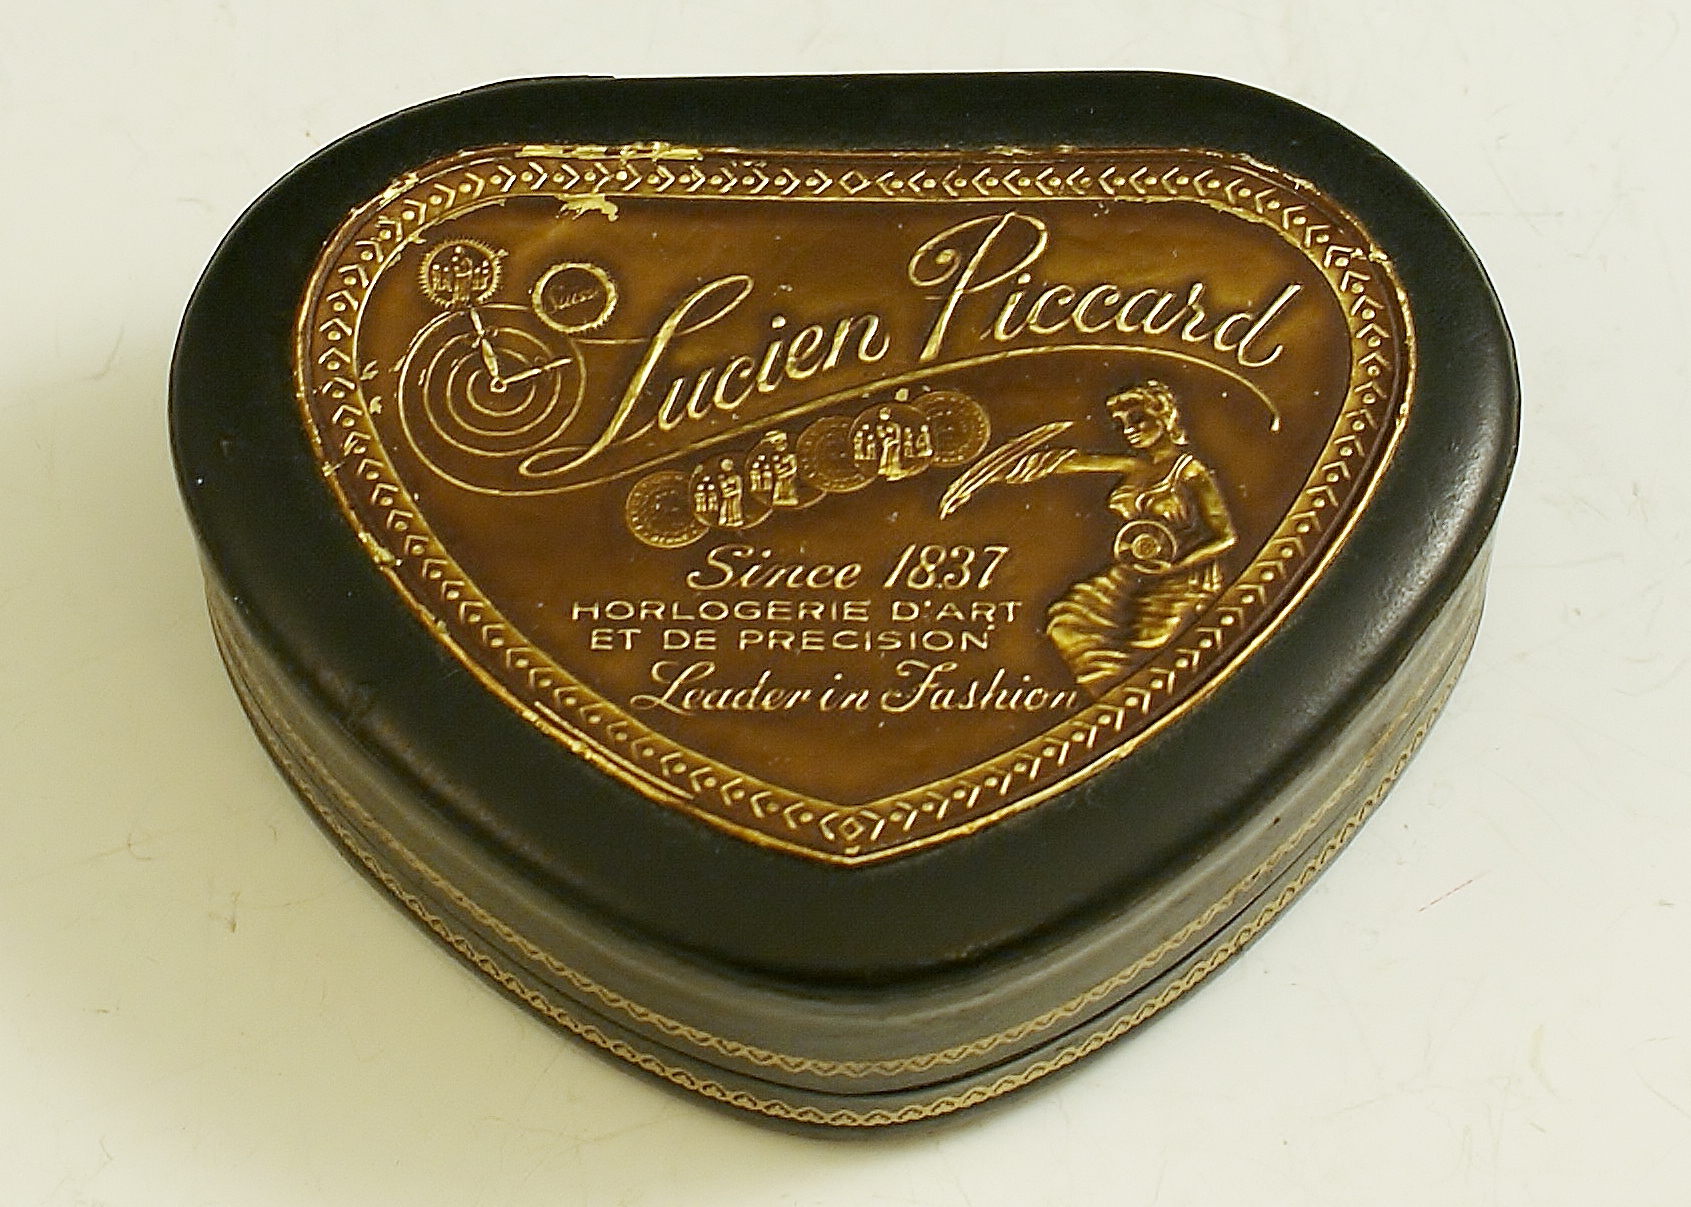 Lucien Piccard
Since 1837
HORLOGERIE D'ART
ET DE PRECISION
Leader in Fashion